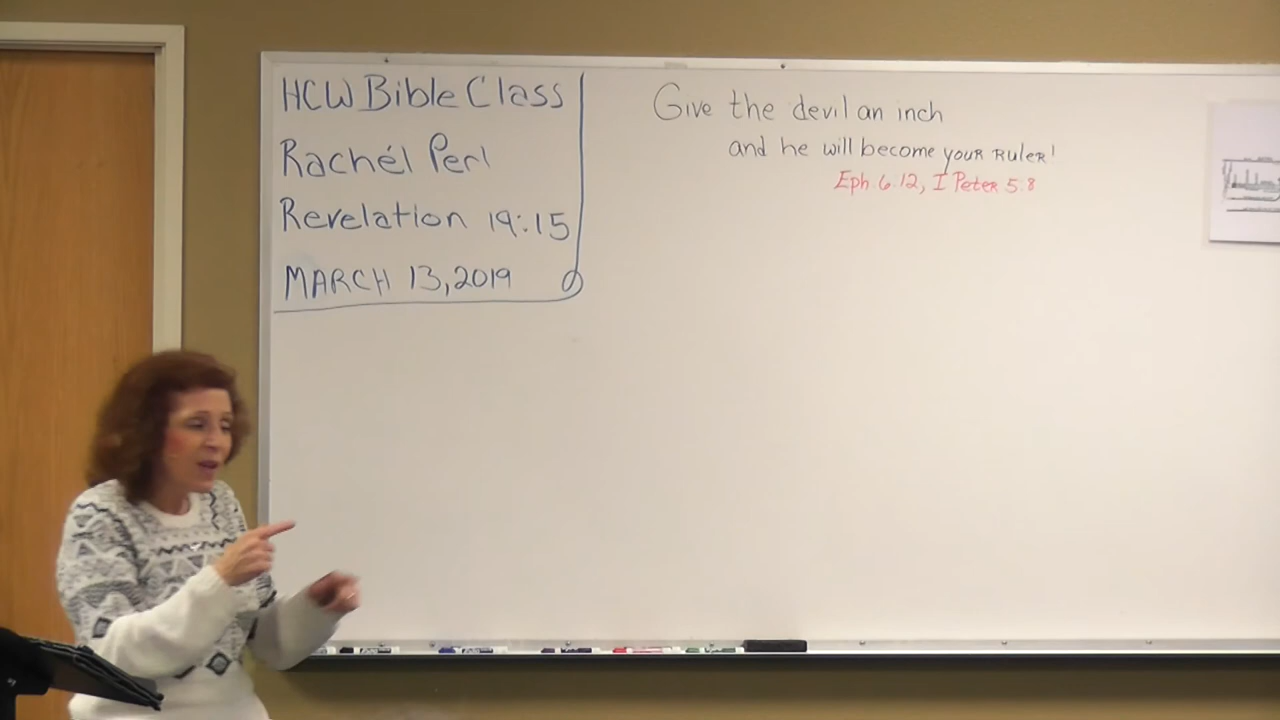 HCW Bible Class
Rachél Perl
Revelation 19:15
MARCH 13, 2019
Give the devil an inch
and he will become your ruler!
Eph 6:12, I Peter 5:8